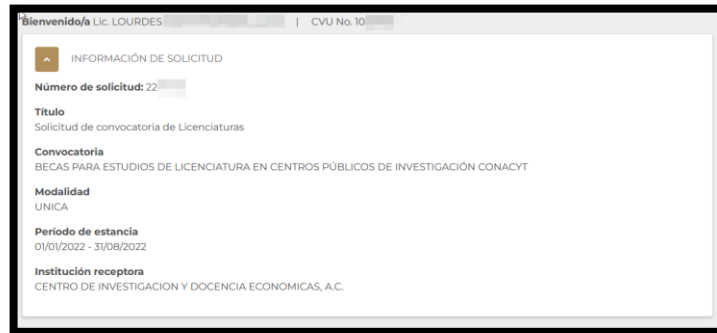 Bienvenido/a Lic. LOURDES | CVU No. 10
INFORMACIÓN DE SOLICITUD
Número de solicitud: 22
Título
Solicitud de convocatoria de Licenciaturas
Convocatoria
BECAS PARA ESTUDIOS DE LICENCIATURA EN CENTROS PÚBLICOS DE INVESTIGACIÓN CONACYT
Modalidad
UNICA
Período de estancia
01/01/2022 - 31/08/2022
Institución receptora
CENTRO DE INVESTIGACION Y DOCENCIA ECONOMICAS, A.C.